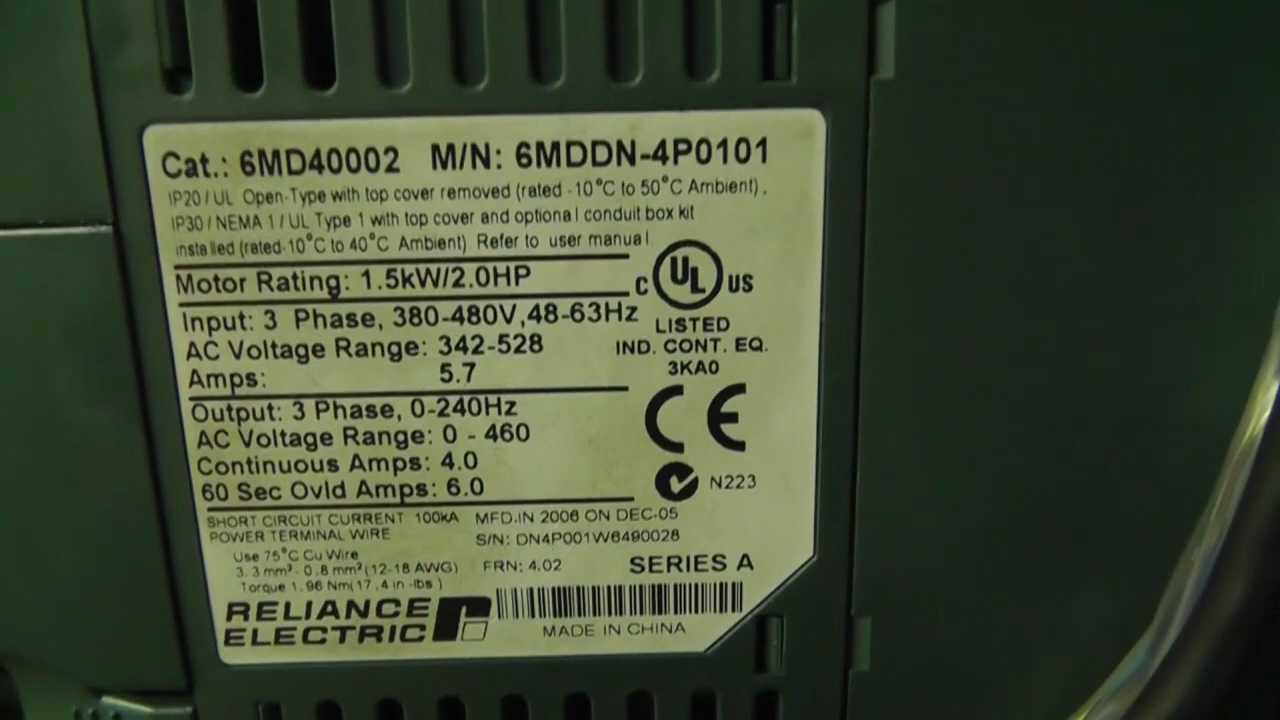 Cat.: 6MD40002 M/N: 6MDDN-4P0101
IP20 / UL Open-Type with top cover removed (rated -10°C to 50°C Ambient).
IP30 / NEMA 1 / UL Type 1 with top cover and optional conduit box kit
installed (rated-10°C to 40°C Ambient) Refer to user manual.
Motor Rating: 1.5kW/2.0HP
C UL US
LISTED
IND. CONT. EQ.
3KA0
Input: 3 Phase, 380-480V,48-63Hz
AC Voltage Range: 342-528
Amps: 5.7
Output: 3 Phase, 0-240Hz
AC Voltage Range: 0 - 460
Continuous Amps: 4.0
60 Sec Ovld Amps: 6.0
CE
N223
SHORT CIRCUIT CURRENT 100kA
POWER TERMINAL WIRE
Use 75°C Cu Wire
3.3mm² - 0.8mm² (12-18 AWG)
Torque 1.96 Nm(17.4 in-lbs)
MFD.IN 2006 ON DEC-05
S/N: DN4P001W6490028
FRN: 4.02 SERIES A
RELIANCE
ELECTRIC
MADE IN CHINA